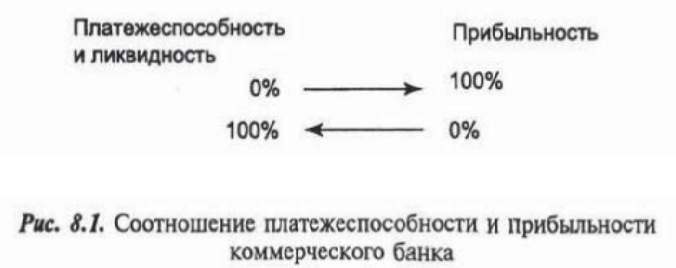 Платежеспособность
и ликвидность
Прибыльность
0% 100%
100% 0%
Рис. 8.1. Соотношение платежеспособности и прибыльности
коммерческого банка